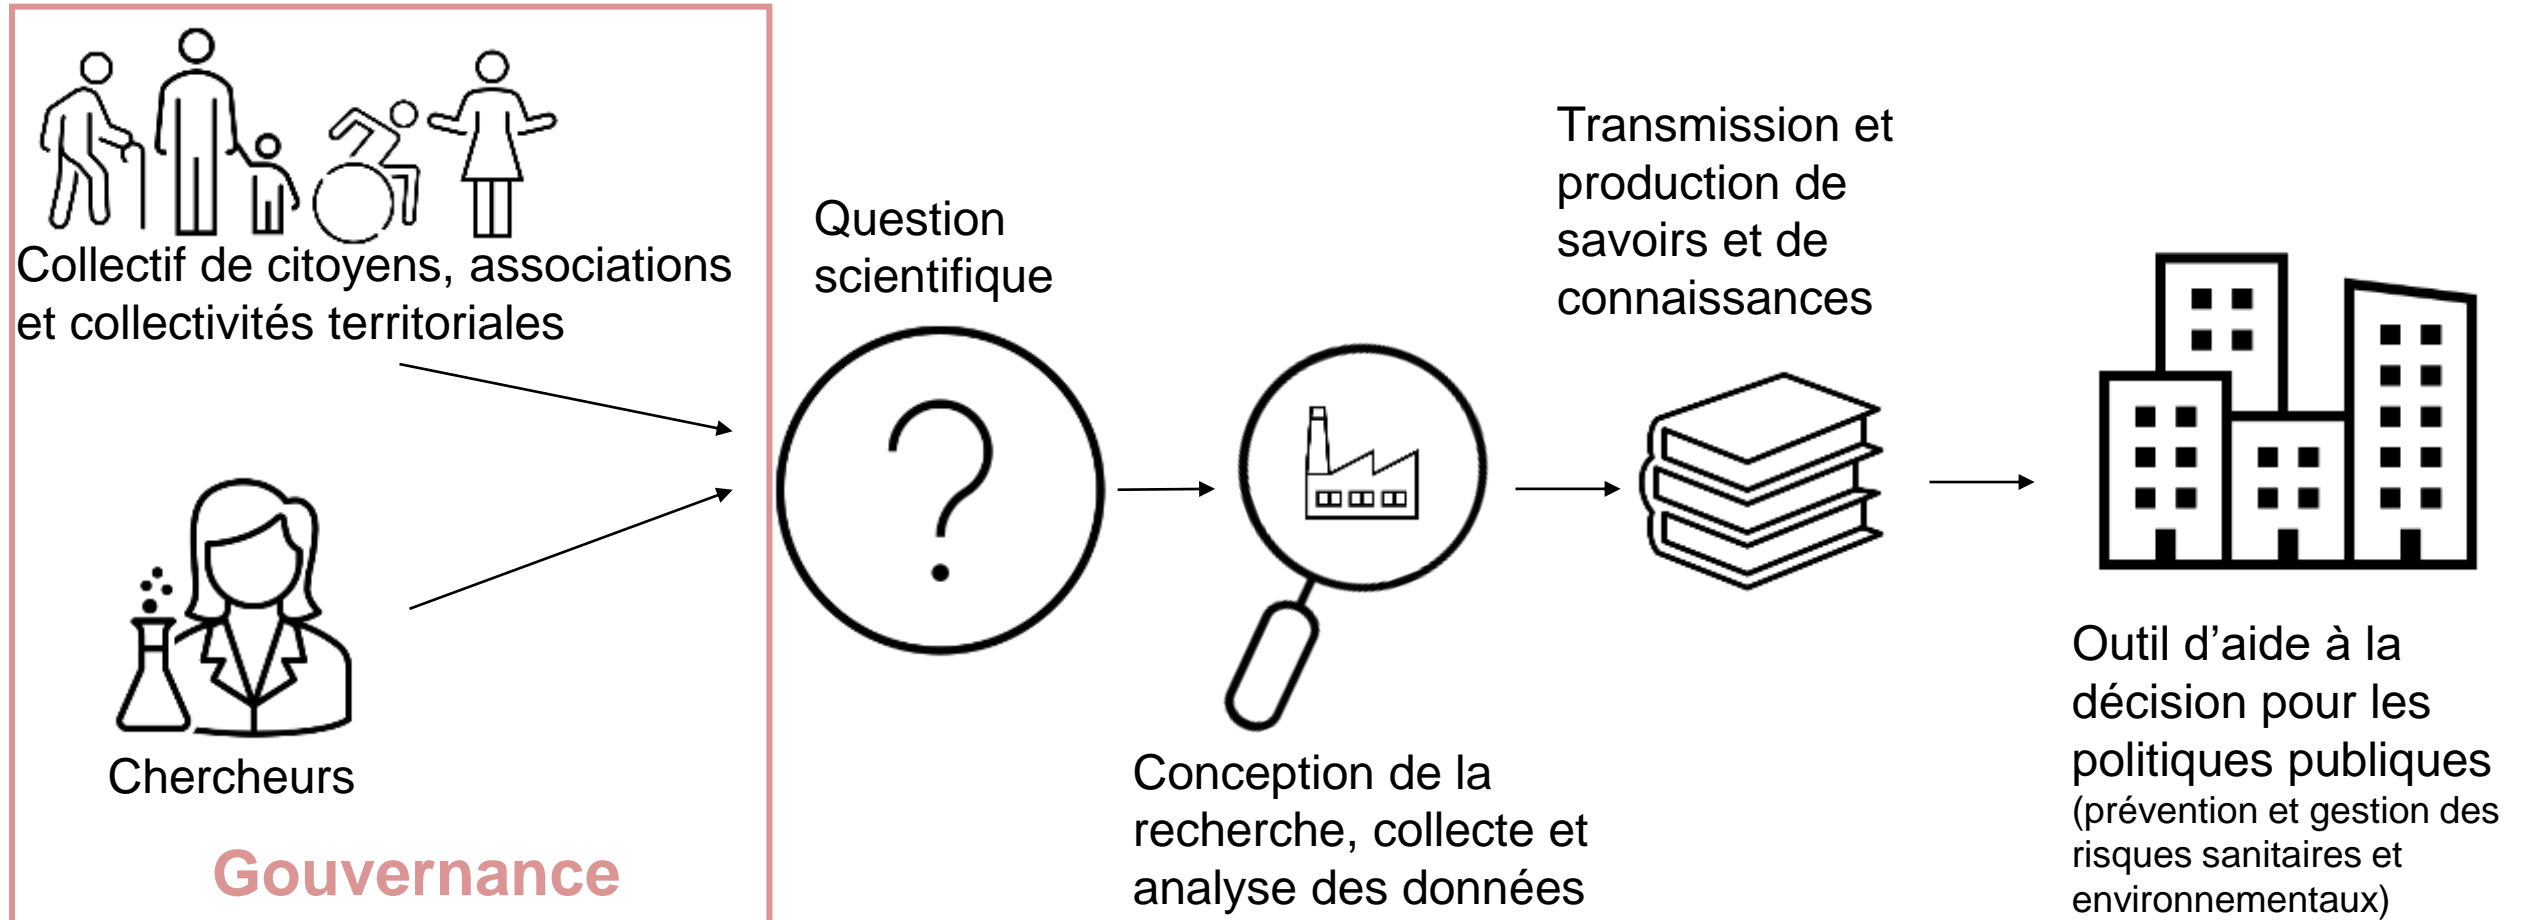 Collectif de citoyens, associations
et collectivités territoriales
Chercheurs
Gouvernance
Question
scientifique
Conception de la
recherche, collecte et
analyse des données
Transmission et
production de
savoirs et de
connaissances
Outil d’aide à la
décision pour les
politiques publiques
(prévention et gestion des
risques sanitaires et
environnementaux)